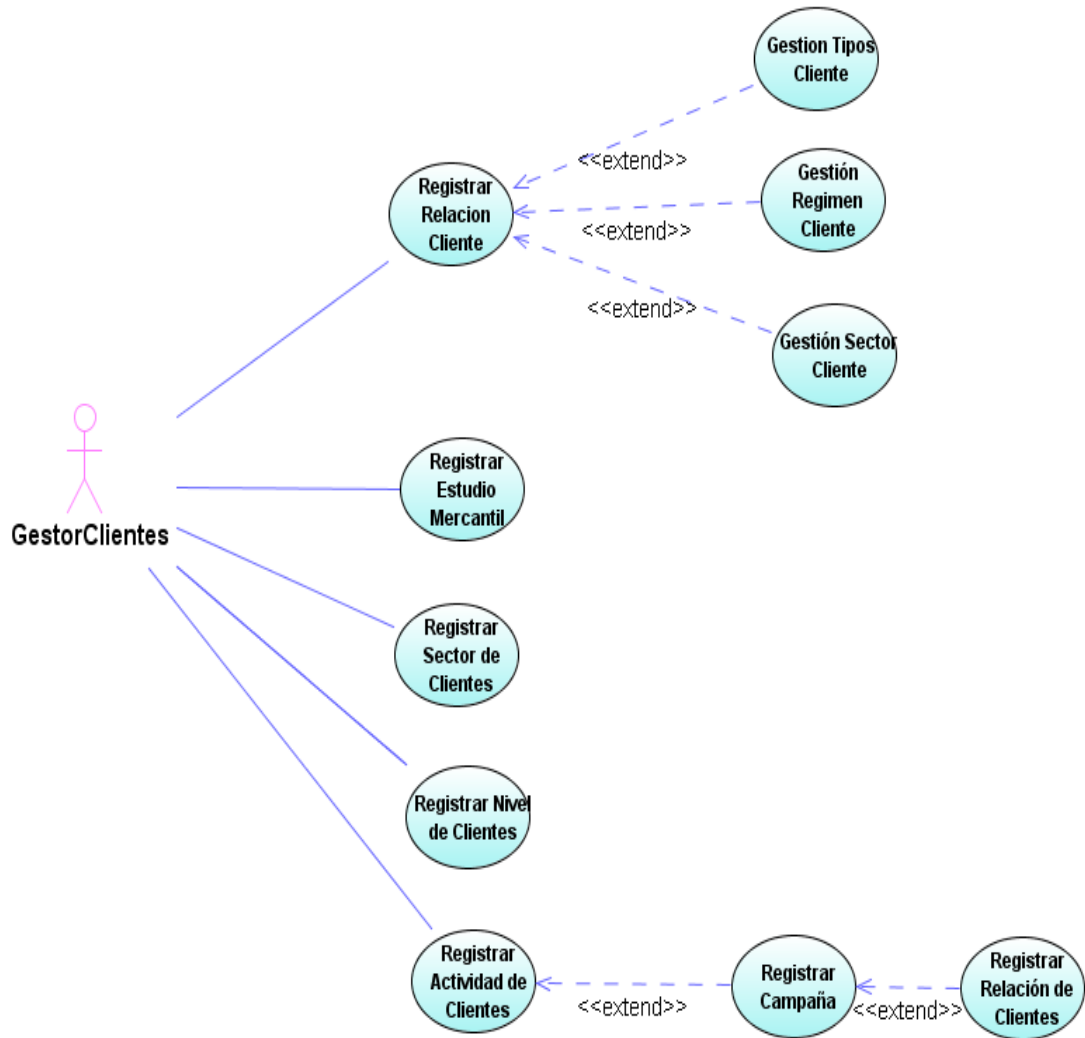 Gestion Tipos
Cliente
<<extend>>
Registrar
Relacion
Cliente
Gestión
Regimen
Cliente
<<extend>>
<<extend>>
Gestión Sector
Cliente
GestorClientes
Registrar
Estudio
Mercantil
Registrar
Sector de
Clientes
Registrar Nivel
de Clientes
Registrar
Actividad de
Clientes
<<extend>>
Registrar
Campaña
<<extend>>
Registrar
Relación de
Clientes